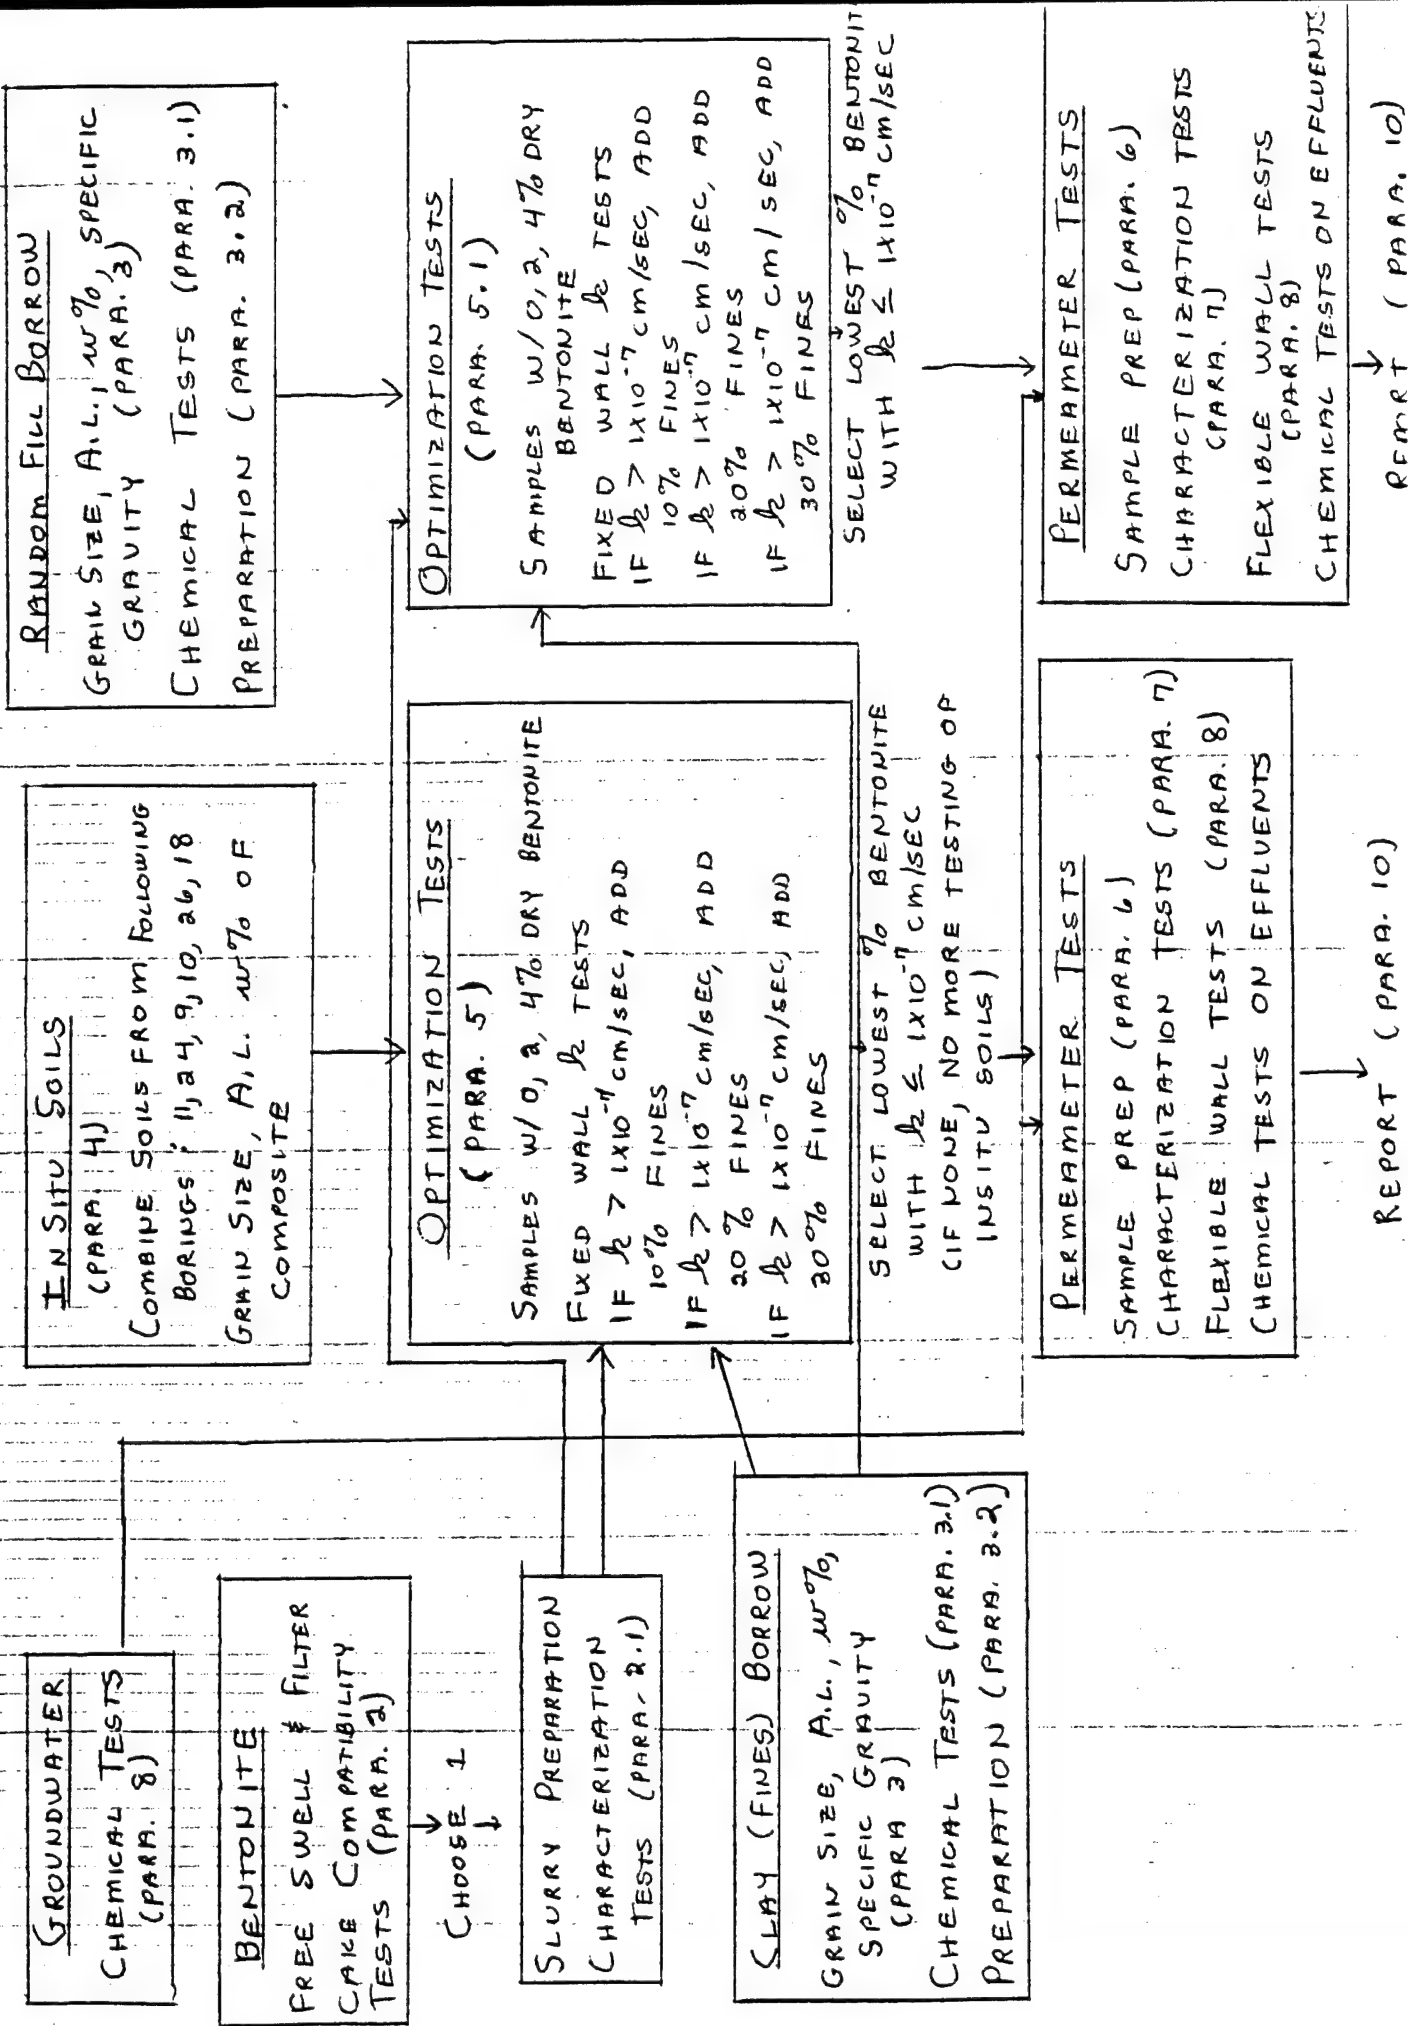 GROUNDWATER
CHEMICAL TESTS
(PARA. 8)
BENTONITE
FREE SWELL & FILTER
CAKE COMPATIBILITY
TESTS (PARA. 2)
CHOOSE 1
SLURRY PREPARATION
CHARACTERIZATION
TESTS (PARA. 2.1)
CLAY (FINES) BORROW
GRAIN SIZE, A.L., w%,
SPECIFIC GRAVITY
(PARA 3)
CHEMICAL TESTS (PARA. 3.1)
PREPARATION (PARA. 3.2)
INSITU SOILS
(PARA. 4)
COMBINE SOILS FROM FOLLOWING
BORINGS: 11, 24, 9, 10, 26, 18
GRAIN SIZE, A.L. w% OF
COMPOSITE
OPTIMIZATION TESTS
(PARA. 5)
SAMPLES W/ 0, 2, 4% DRY BENTONITE
FIXED WALL k TESTS
IF k > 1x10⁻⁷ cm/SEC, ADD
10% FINES
IF k > 1x10⁻⁷ cm/SEC, ADD
20% FINES
IF k > 1x10⁻⁷ cm/SEC, ADD
30% FINES
SELECT LOWEST % BENTONITE
WITH k ≤ 1x10⁻⁷ cm/SEC
(IF NONE, NO MORE TESTING OF
INSITU SOILS)
PERMEAMETER TESTS
SAMPLE PREP (PARA. 6)
CHARACTERIZATION TESTS (PARA. 7)
FLEXIBLE WALL TESTS (PARA. 8)
CHEMICAL TESTS ON EFFLUENTS
REPORT (PARA. 10)
RANDOM FILL BORROW
GRAIN SIZE, A.L., w%, SPECIFIC
GRAVITY (PARA. 3)
CHEMICAL TESTS (PARA. 3.1)
PREPARATION (PARA. 3.2)
OPTIMIZATION TESTS
(PARA. 5.1)
SAMPLES W/ 0, 2, 4% DRY
BENTONITE
FIXED WALL k TESTS
IF k > 1x10⁻⁷ cm/SEC, ADD
10% FINES
IF k > 1x10⁻⁷ cm/SEC, ADD
20% FINES
IF k > 1x10⁻⁷ cm/SEC, ADD
30% FINES
SELECT LOWEST % BENTONIT
WITH k ≤ 1x10⁻⁷ cm/SEC
PERMEAMETER TESTS
SAMPLE PREP (PARA. 6)
CHARACTERIZATION TESTS
(PARA. 7)
FLEXIBLE WALL TESTS
(PARA. 8)
CHEMICAL TESTS ON EFFLUENTS
REPORT (PARA. 10)